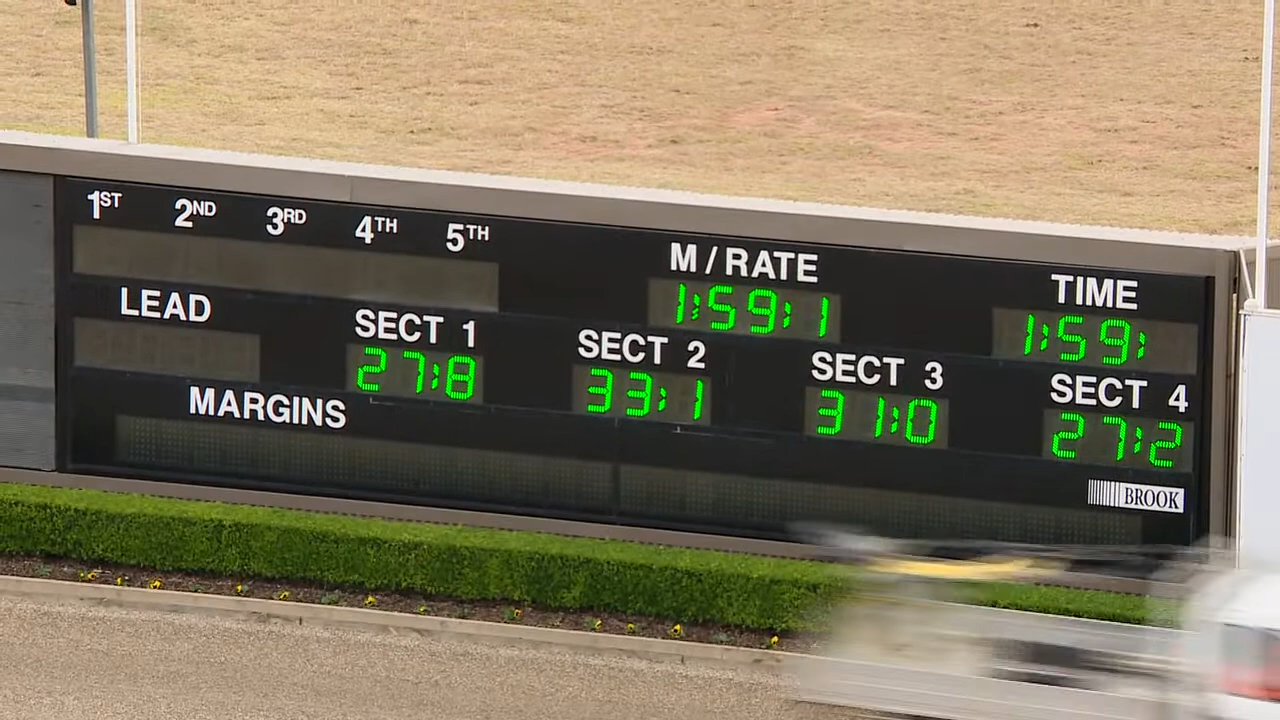 1ST 2ND 3RD 4TH 5TH
M/RATE
TIME
1:59:1
1:59:
LEAD
SECT 1
SECT 2
SECT 3
SECT 4
27:8
33:1
31:0
27:2
MARGINS
BROOK